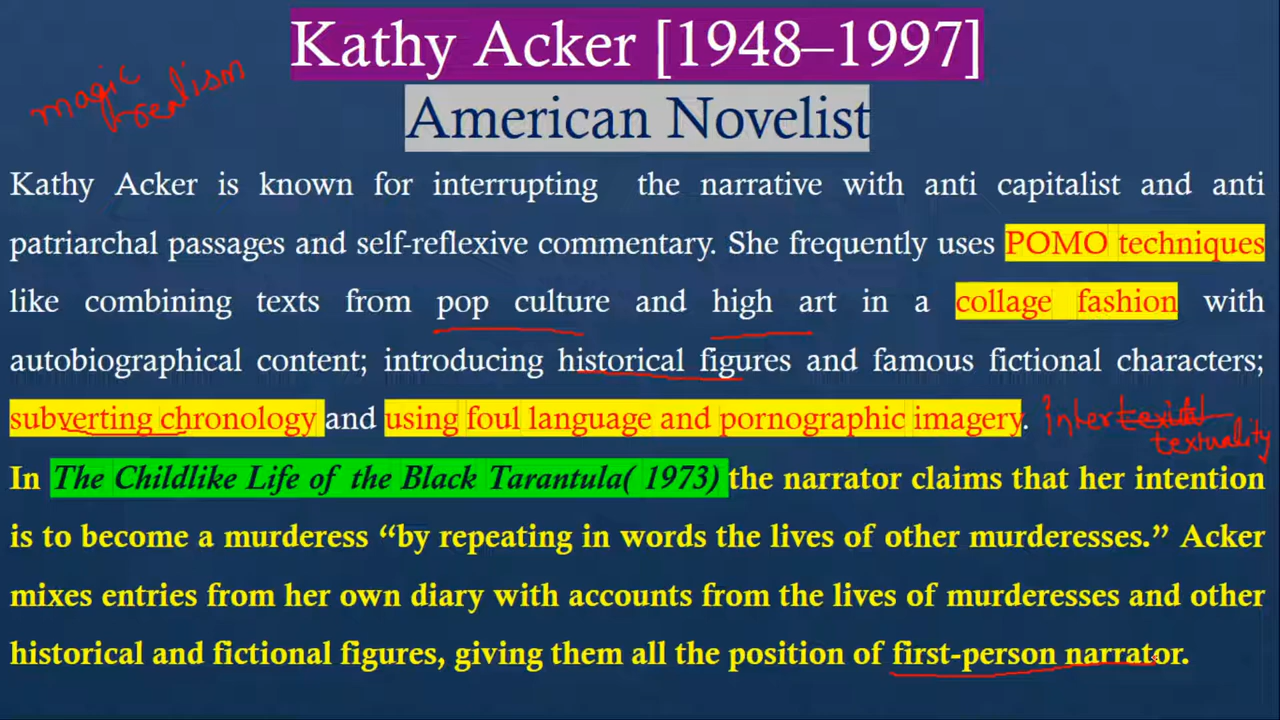 Kathy Acker [1948–1997]
magic
realism
American Novelist
Kathy Acker is known for interrupting the narrative with anti capitalist and anti
patriarchal passages and self-reflexive commentary. She frequently uses POMO techniques
like combining texts from pop culture and high art in a collage fashion with
autobiographical content; introducing historical figures and famous fictional characters;
subverting chronology and using foul language and pornographic imagery. inter
textuality
In The Childlike Life of the Black Tarantula( 1973) the narrator claims that her intention
is to become a murderess “by repeating in words the lives of other murderesses.” Acker
mixes entries from her own diary with accounts from the lives of murderesses and other
historical and fictional figures, giving them all the position of first-person narrator.